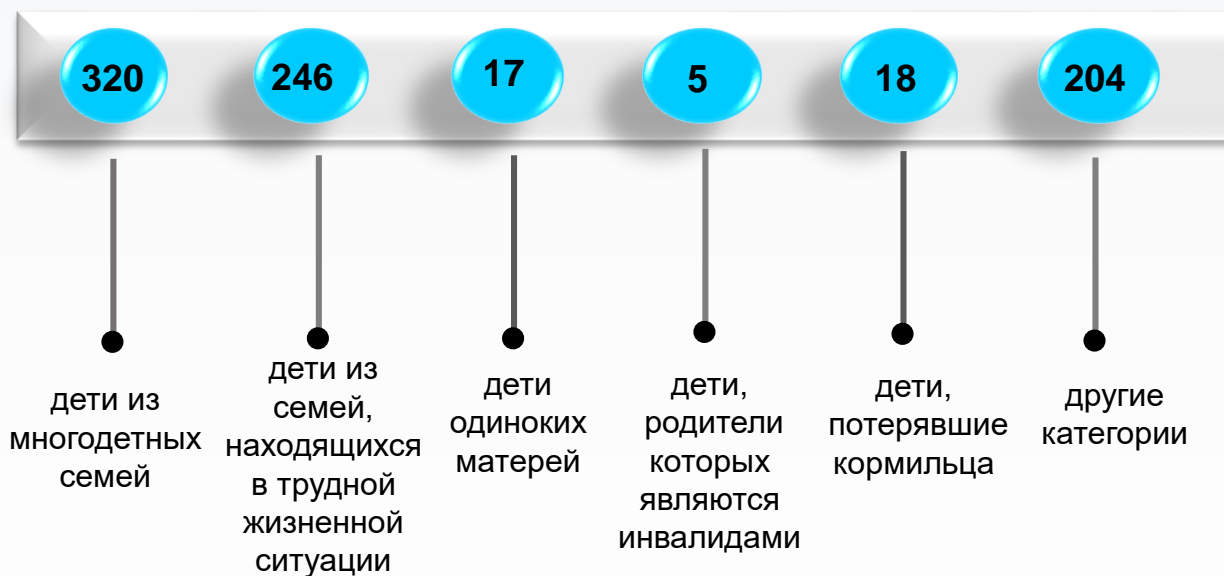 320
246
17
5
18
204
дети из
многодетных
семей
дети из
семей,
находящихся
в трудной
жизненной
ситуации
дети
одиноких
матерей
дети,
родители
которых
являются
инвалидами
дети,
потерявшие
кормильца
другие
категории